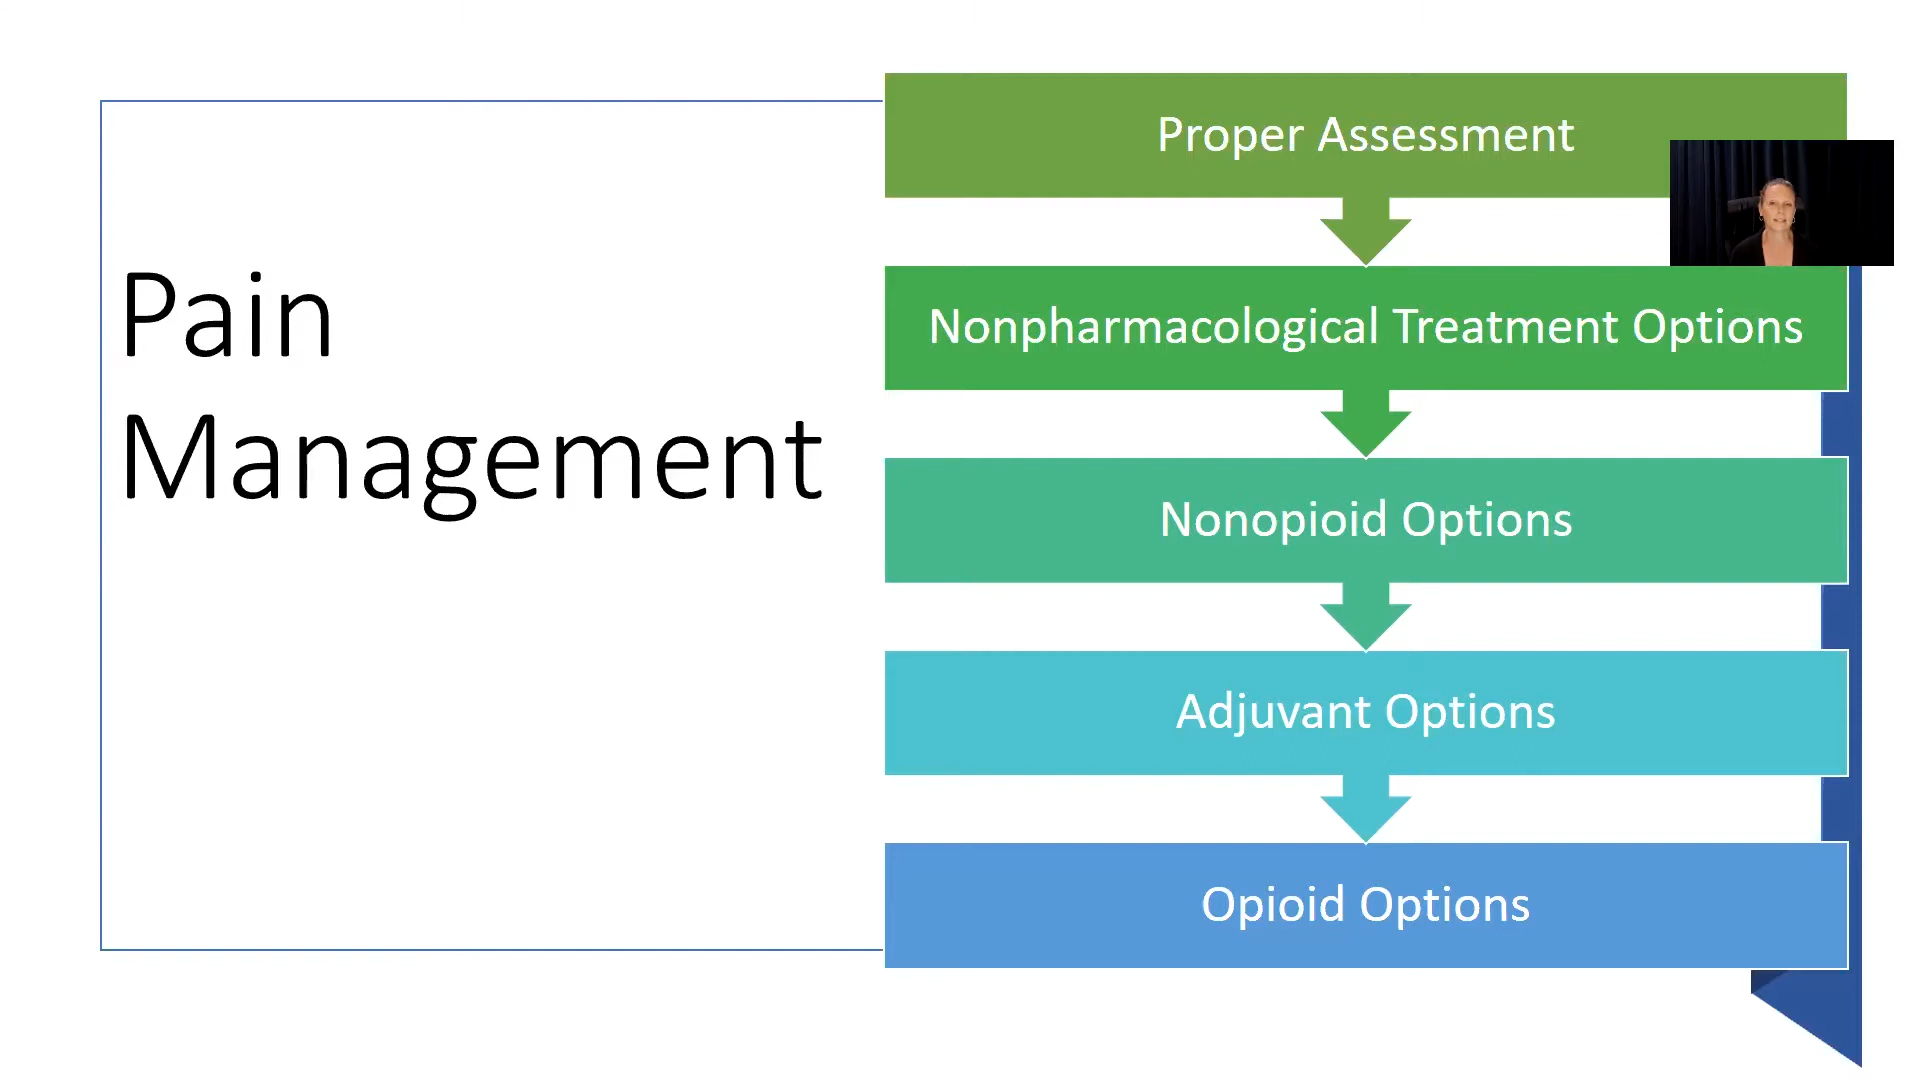 Pain
Management
Proper Assessment
Nonpharmacological Treatment Options
Nonopioid Options
Adjuvant Options
Opioid Options